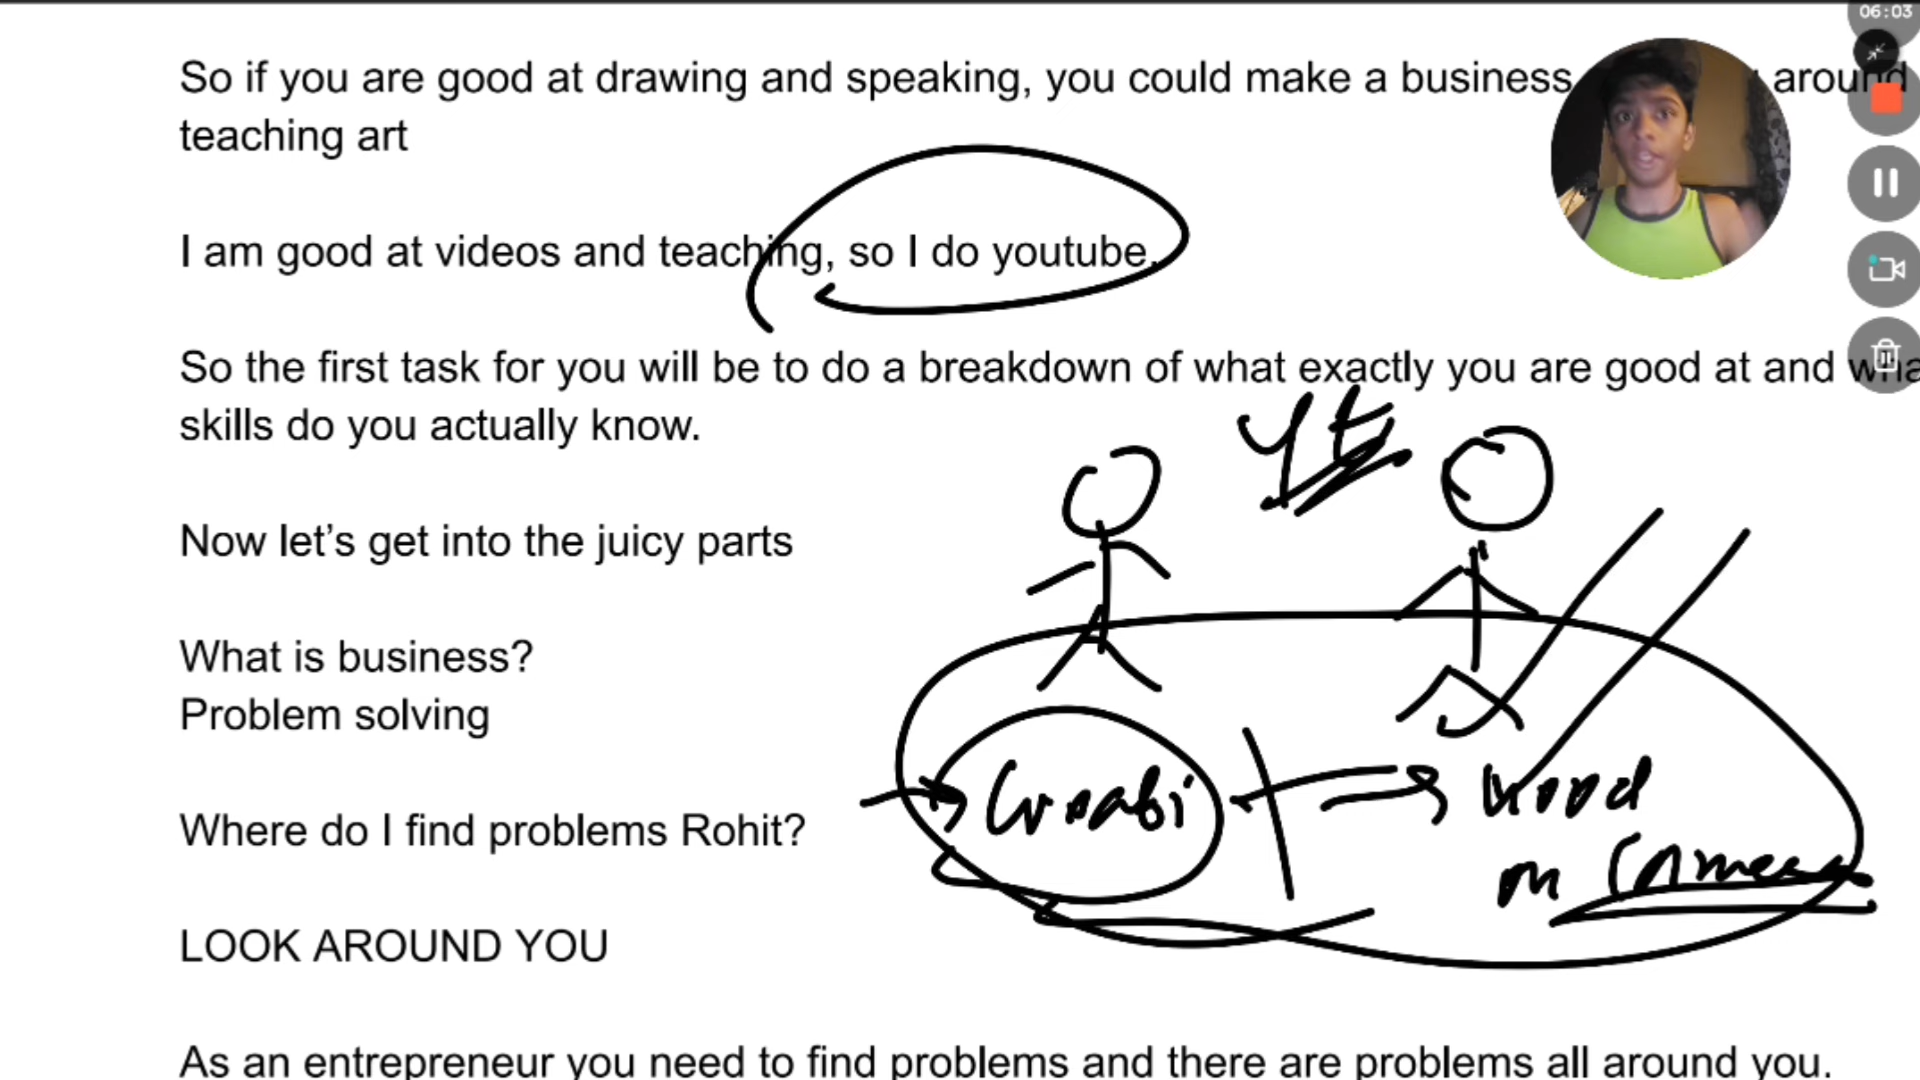 06:03
So if you are good at drawing and speaking, you could make a business around
teaching art
I am good at videos and teaching, so I do youtube.
So the first task for you will be to do a breakdown of what exactly you are good at and
skills do you actually know.
Yt
Now let's get into the juicy parts
What is business?
Problem solving
Where do I find problems Rohit?
on
LOOK AROUND YOU
As an entrepreneur you need to find problems and there are problems all around you.